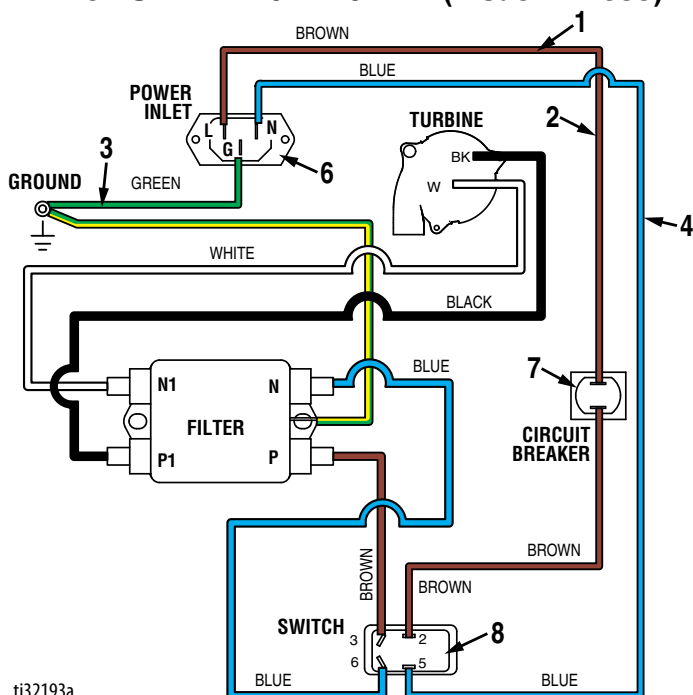 BROWN
1
BLUE
POWER
INLET
L
N
G
TURBINE
BK
W
2
3
6
GROUND
GREEN
4
WHITE
BLACK
BLUE
7
N1
N
FILTER
P1
P
CIRCUIT
BREAKER
BROWN
BROWN
BROWN
SWITCH
3
2
8
6
5
BLUE
BLUE
ti32193a